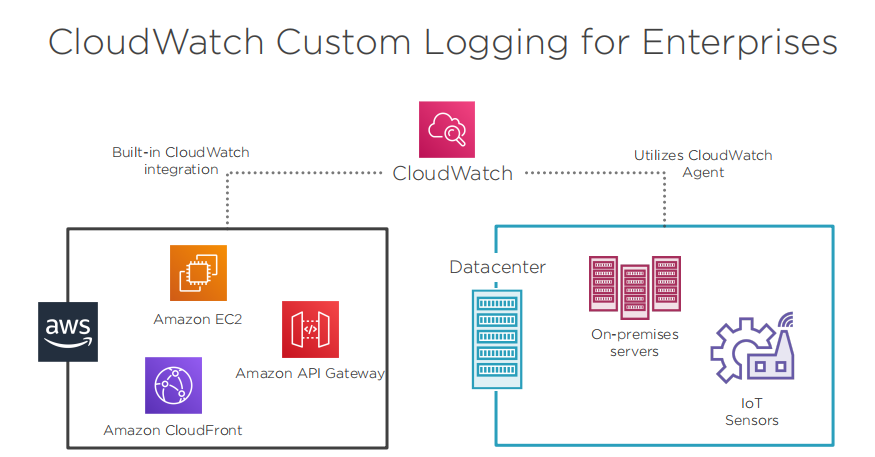 CloudWatch Custom Logging for Enterprises
Built-in CloudWatch
integration
CloudWatch
Utilizes CloudWatch
Agent
aws
Amazon EC2
Amazon API Gateway
Amazon CloudFront
Datacenter
On-premises
servers
IoT
Sensors